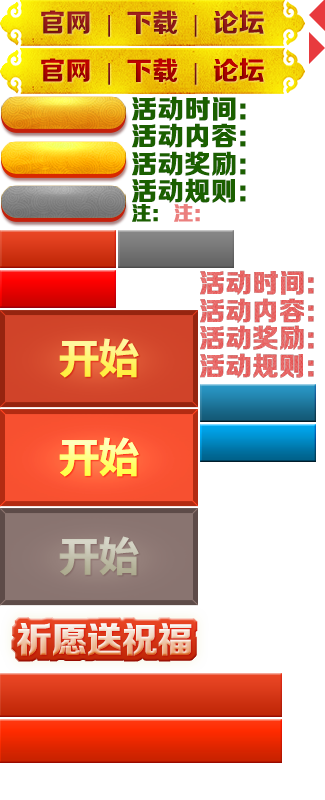 官网 | 下载 | 论坛
官网 | 下载 | 论坛
活动时间：
活动内容：
活动奖励：
活动规则：
注： 注：
活动时间：
活动内容：
活动奖励：
活动规则：
开始
开始
开始
祈愿送祝福